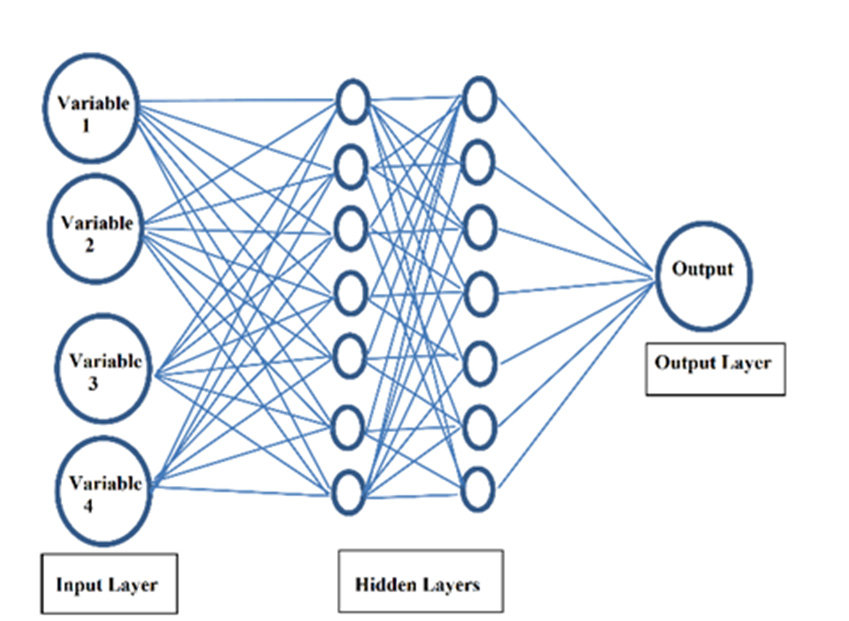 Variable
1
Variable
2
Variable
3
Variable
4
Output
Output Layer
Input Layer
Hidden Layers